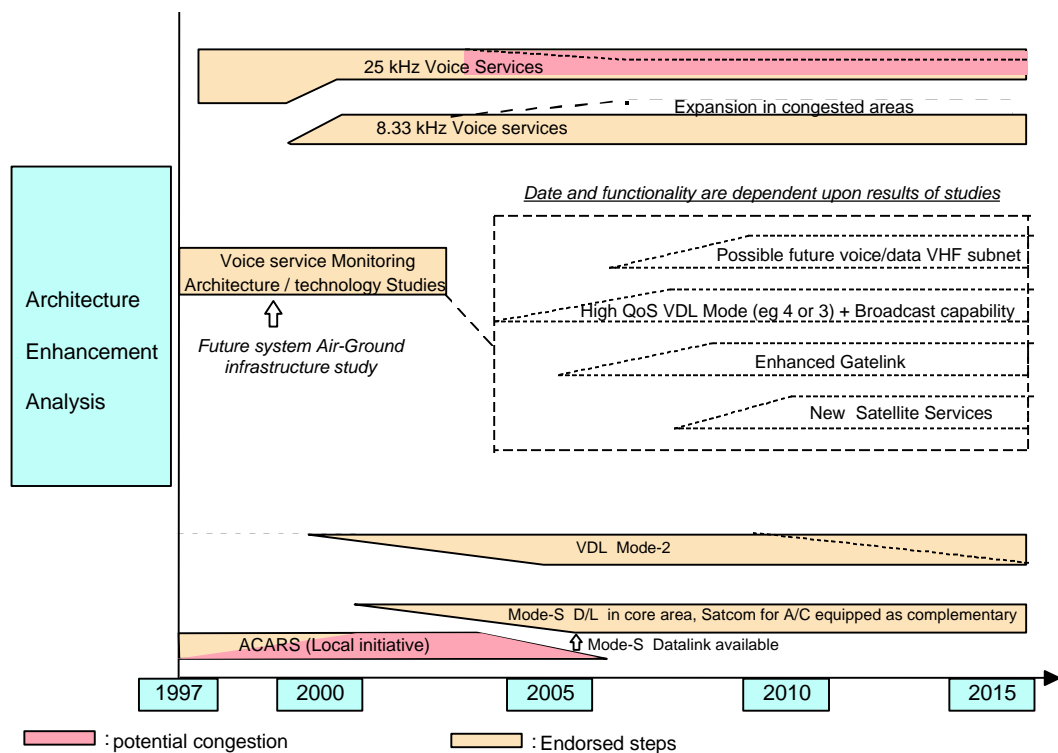 25 kHz Voice Services
Expansion in congested areas
8.33 kHz Voice services
Date and functionality are dependent upon results of studies
Voice service Monitoring
Architecture / technology Studies
Possible future voice/data VHF subnet
High QoS VDL Mode (eg 4 or 3) + Broadcast capability
Enhanced Gatelink
New Satellite Services
Future system Air-Ground
infrastructure study
Architecture
Enhancement
Analysis
VDL Mode-2
Mode-S D/L in core area, Satcom for A/C equipped as complementary
ACARS (Local initiative)
Mode-S Datalink available
1997
2000
2005
2010
2015
: potential congestion
: Endorsed steps